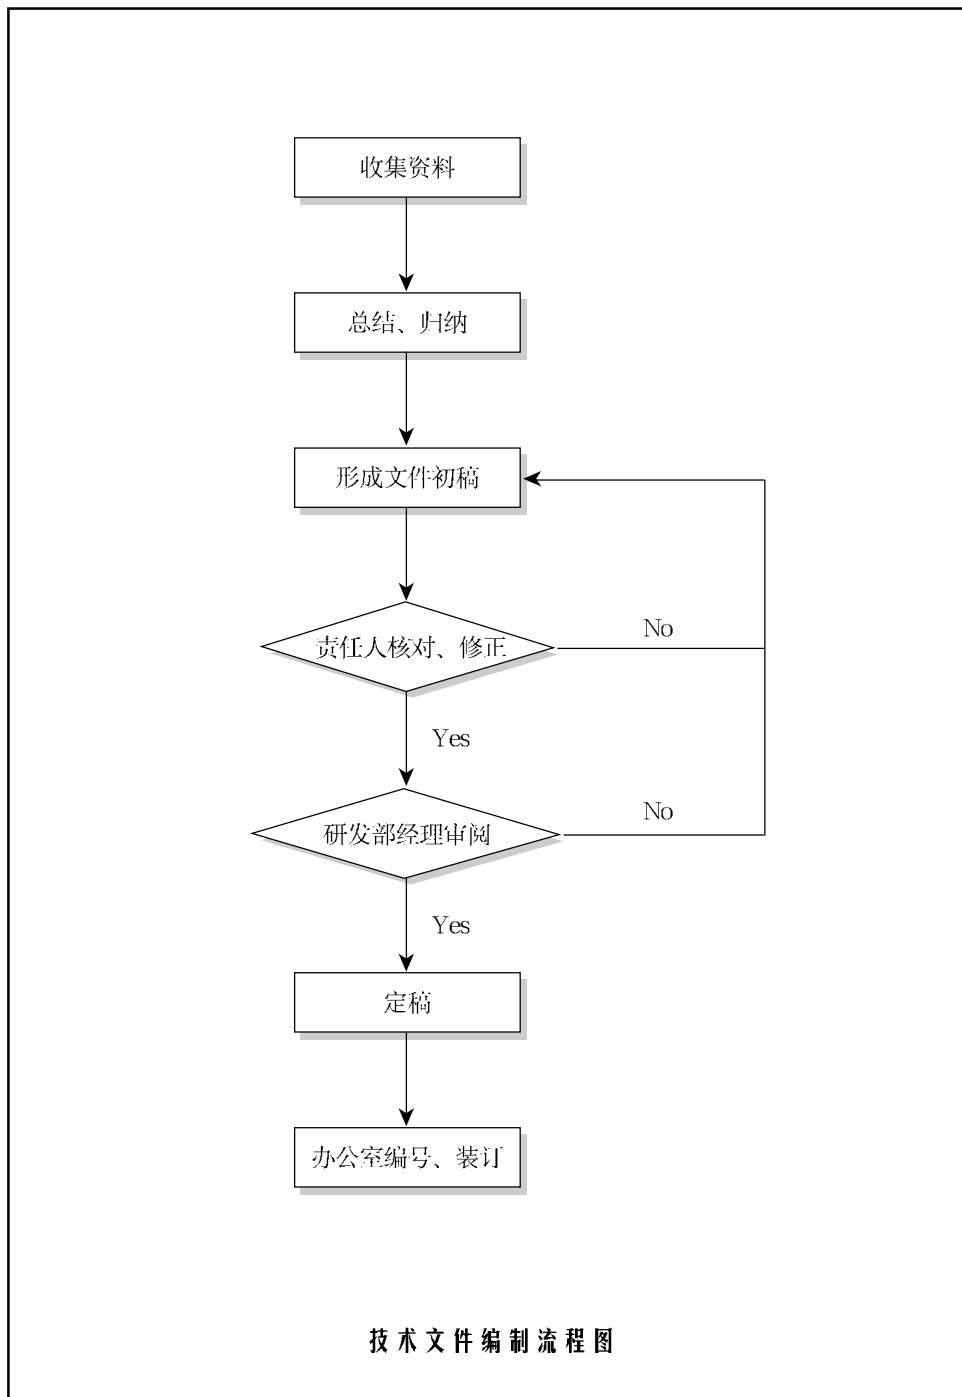 收集资料
总结、归纳
形成文件初稿
责任人核对、修正
No
Yes
研发部经理审阅
No
Yes
定稿
办公室编号、装订
技术文件编制流程图